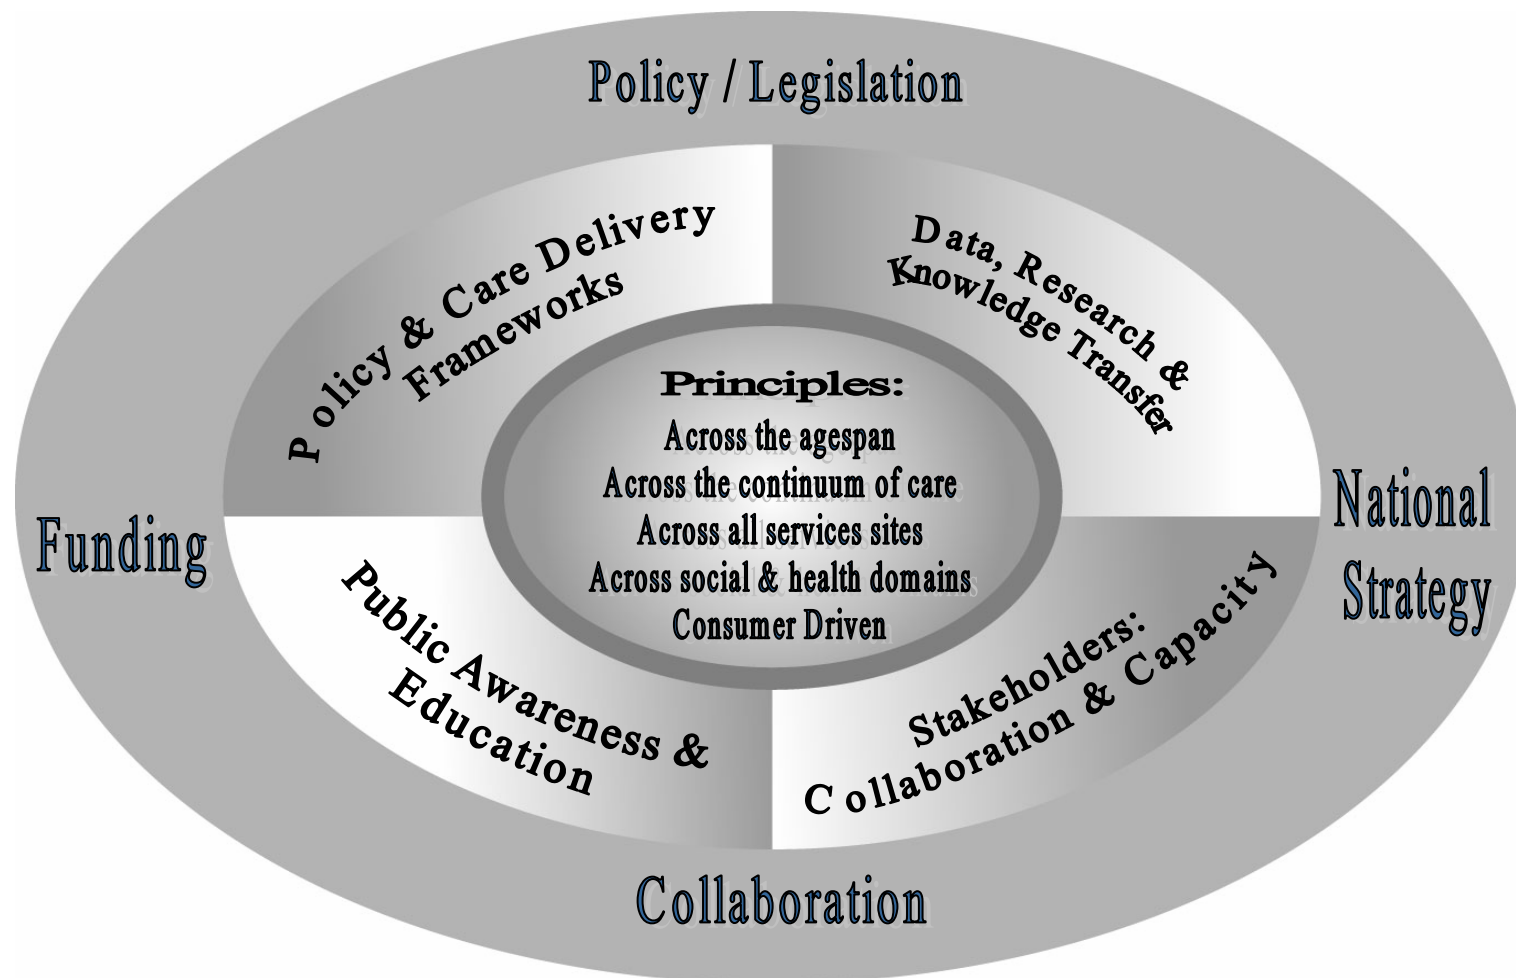 Policy / Legislation
Policy & Care Delivery
Frameworks
Data, Research &
Knowledge Transfer
Principles:
Across the agespan
Across the continuum of care
Across all services sites
Across social & health domains
Consumer Driven
Funding
National
Strategy
Public Awareness &
Education
Stakeholders:
Collaboration & Capacity
Collaboration